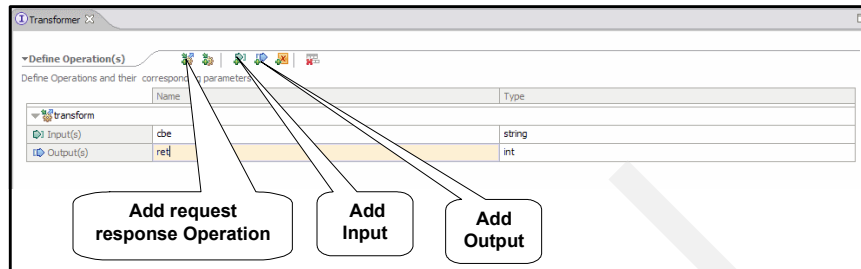 Transformer
Define Operation(s)
Define Operations and their corresponding parameters
Name Type
transform
Input(s) cbe string
Output(s) ret int
Add request
response Operation
Add
Input
Add
Output